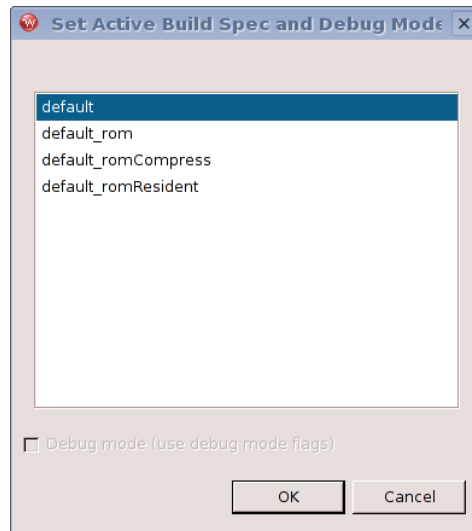 Set Active Build Spec and Debug Mode
default
default_rom
default_romCompress
default_romResident
Debug mode (use debug mode flags)
OK
Cancel